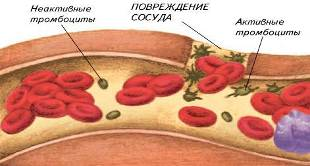 Неактивные
тромбоциты
ПОВРЕЖДЕНИЕ
СОСУДА
Активные
тромбоциты